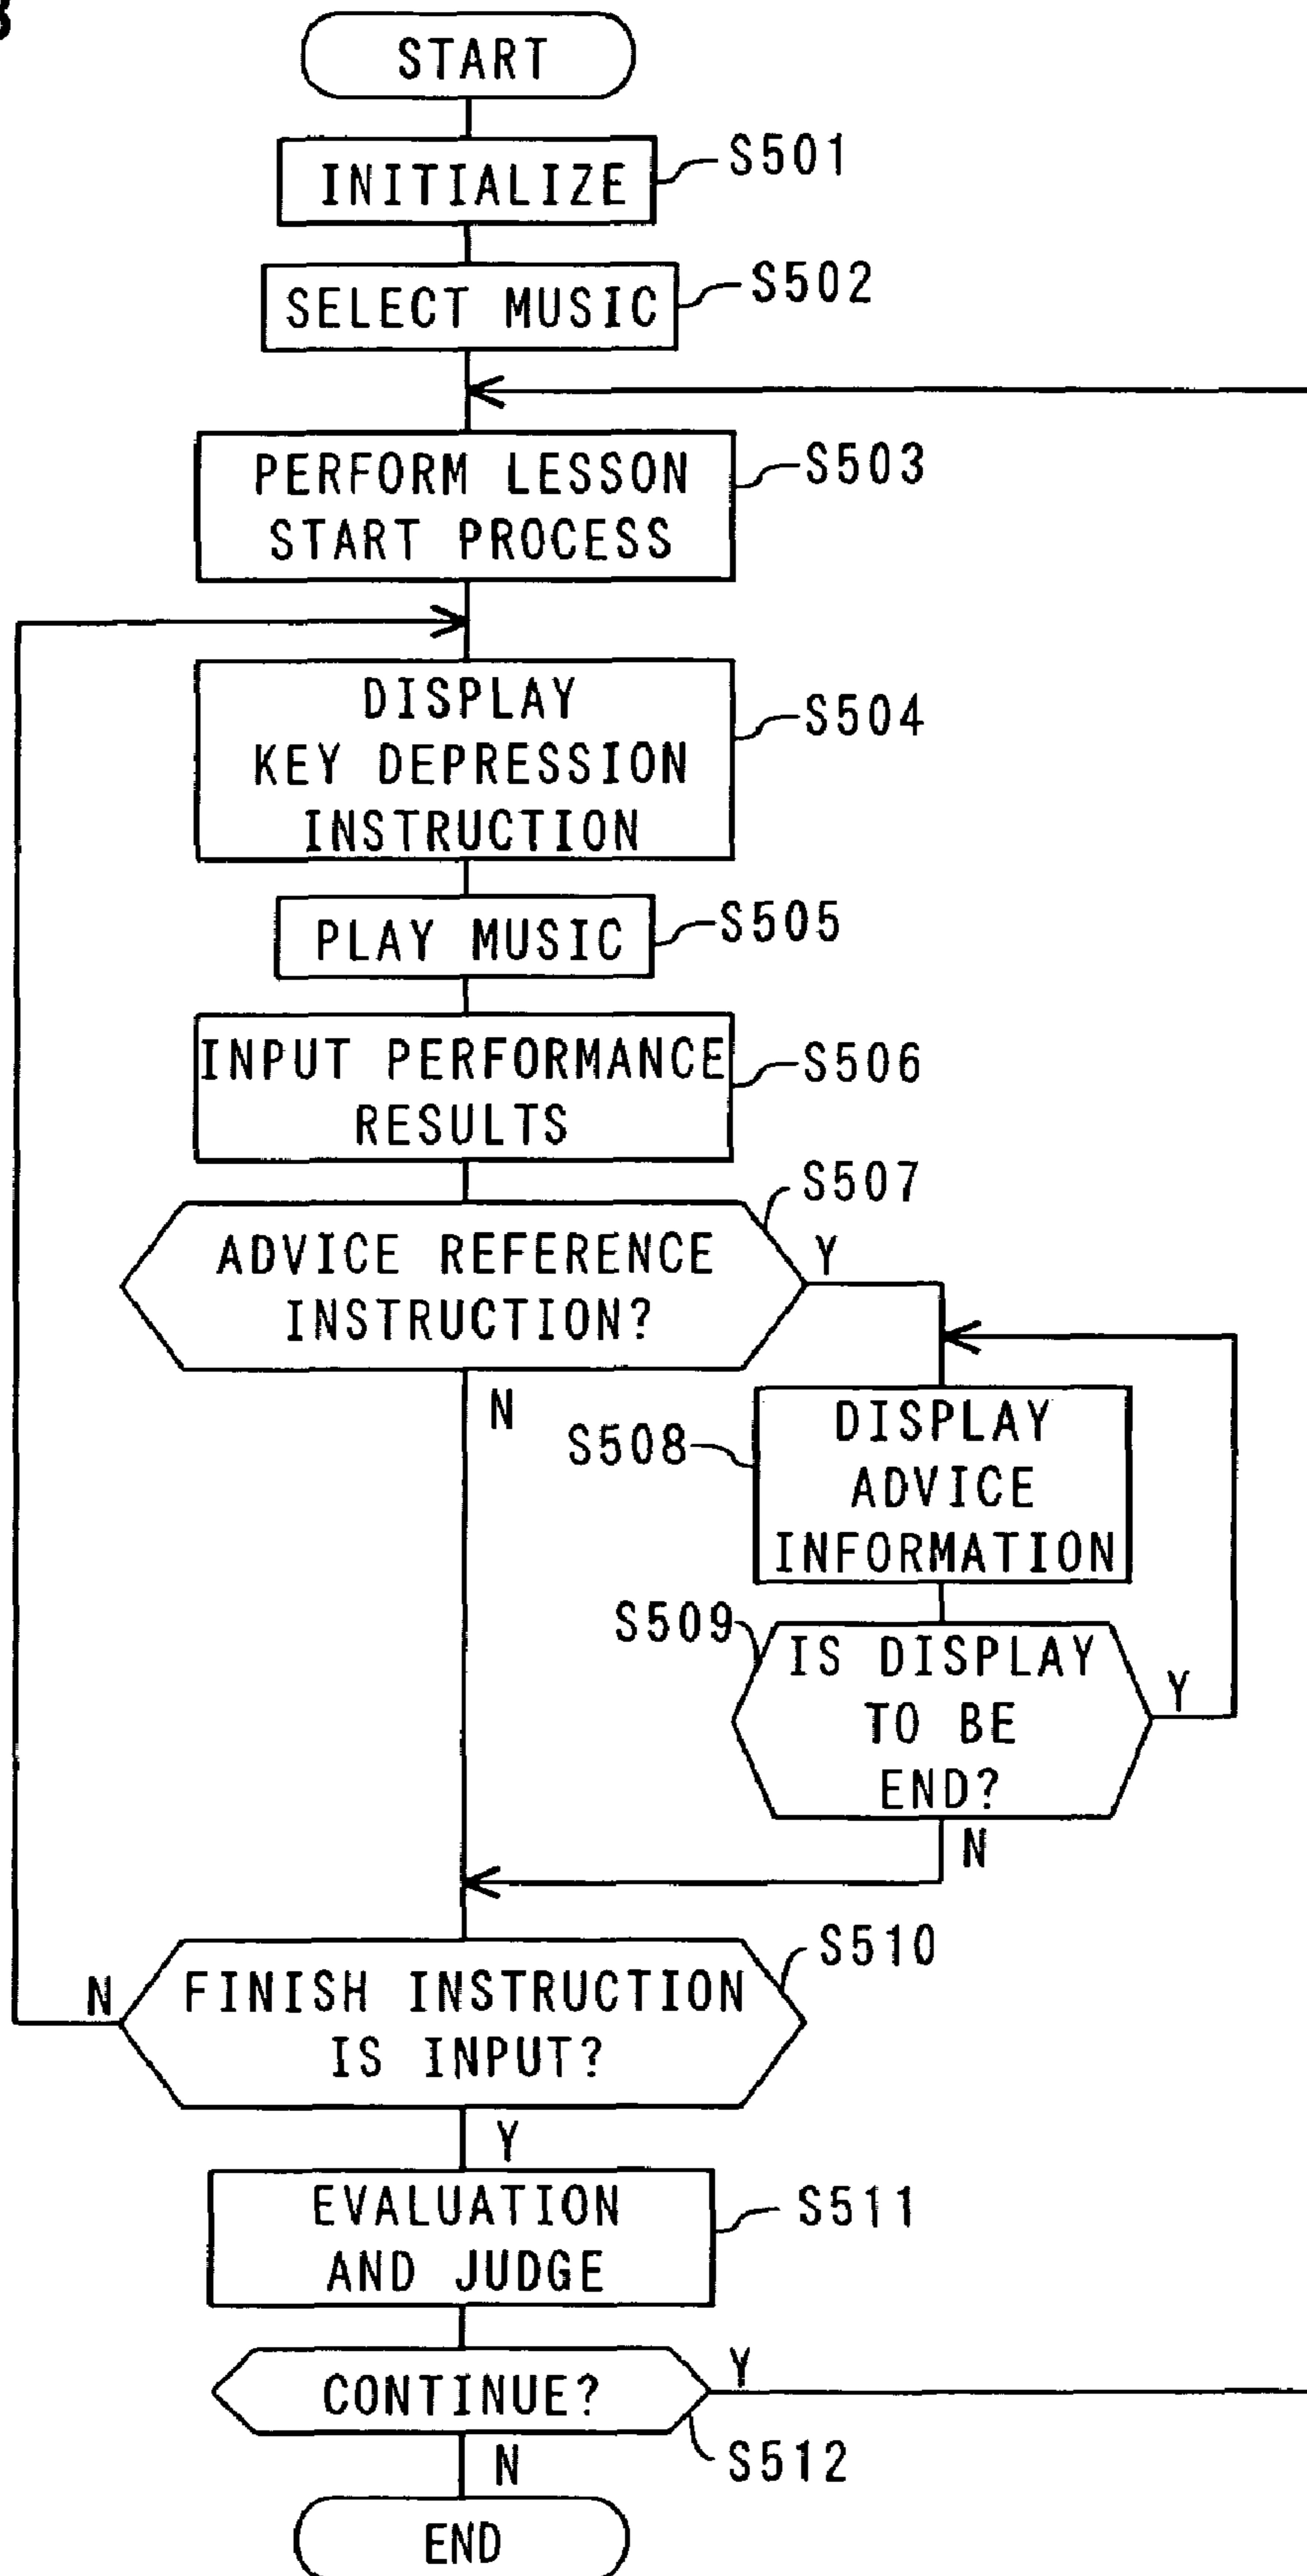 START
INITIALIZE
S501
SELECT MUSIC
S502
PERFORM LESSON
START PROCESS
S503
DISPLAY
KEY DEPRESSION
INSTRUCTION
S504
PLAY MUSIC
S505
INPUT PERFORMANCE
RESULTS
S506
S507
ADVICE REFERENCE
INSTRUCTION?
Y
N
S508
DISPLAY
ADVICE
INFORMATION
S509
IS DISPLAY
TO BE
END?
Y
N
S510
FINISH INSTRUCTION
IS INPUT?
N
Y
EVALUATION
AND JUDGE
S511
CONTINUE?
Y
S512
N
END